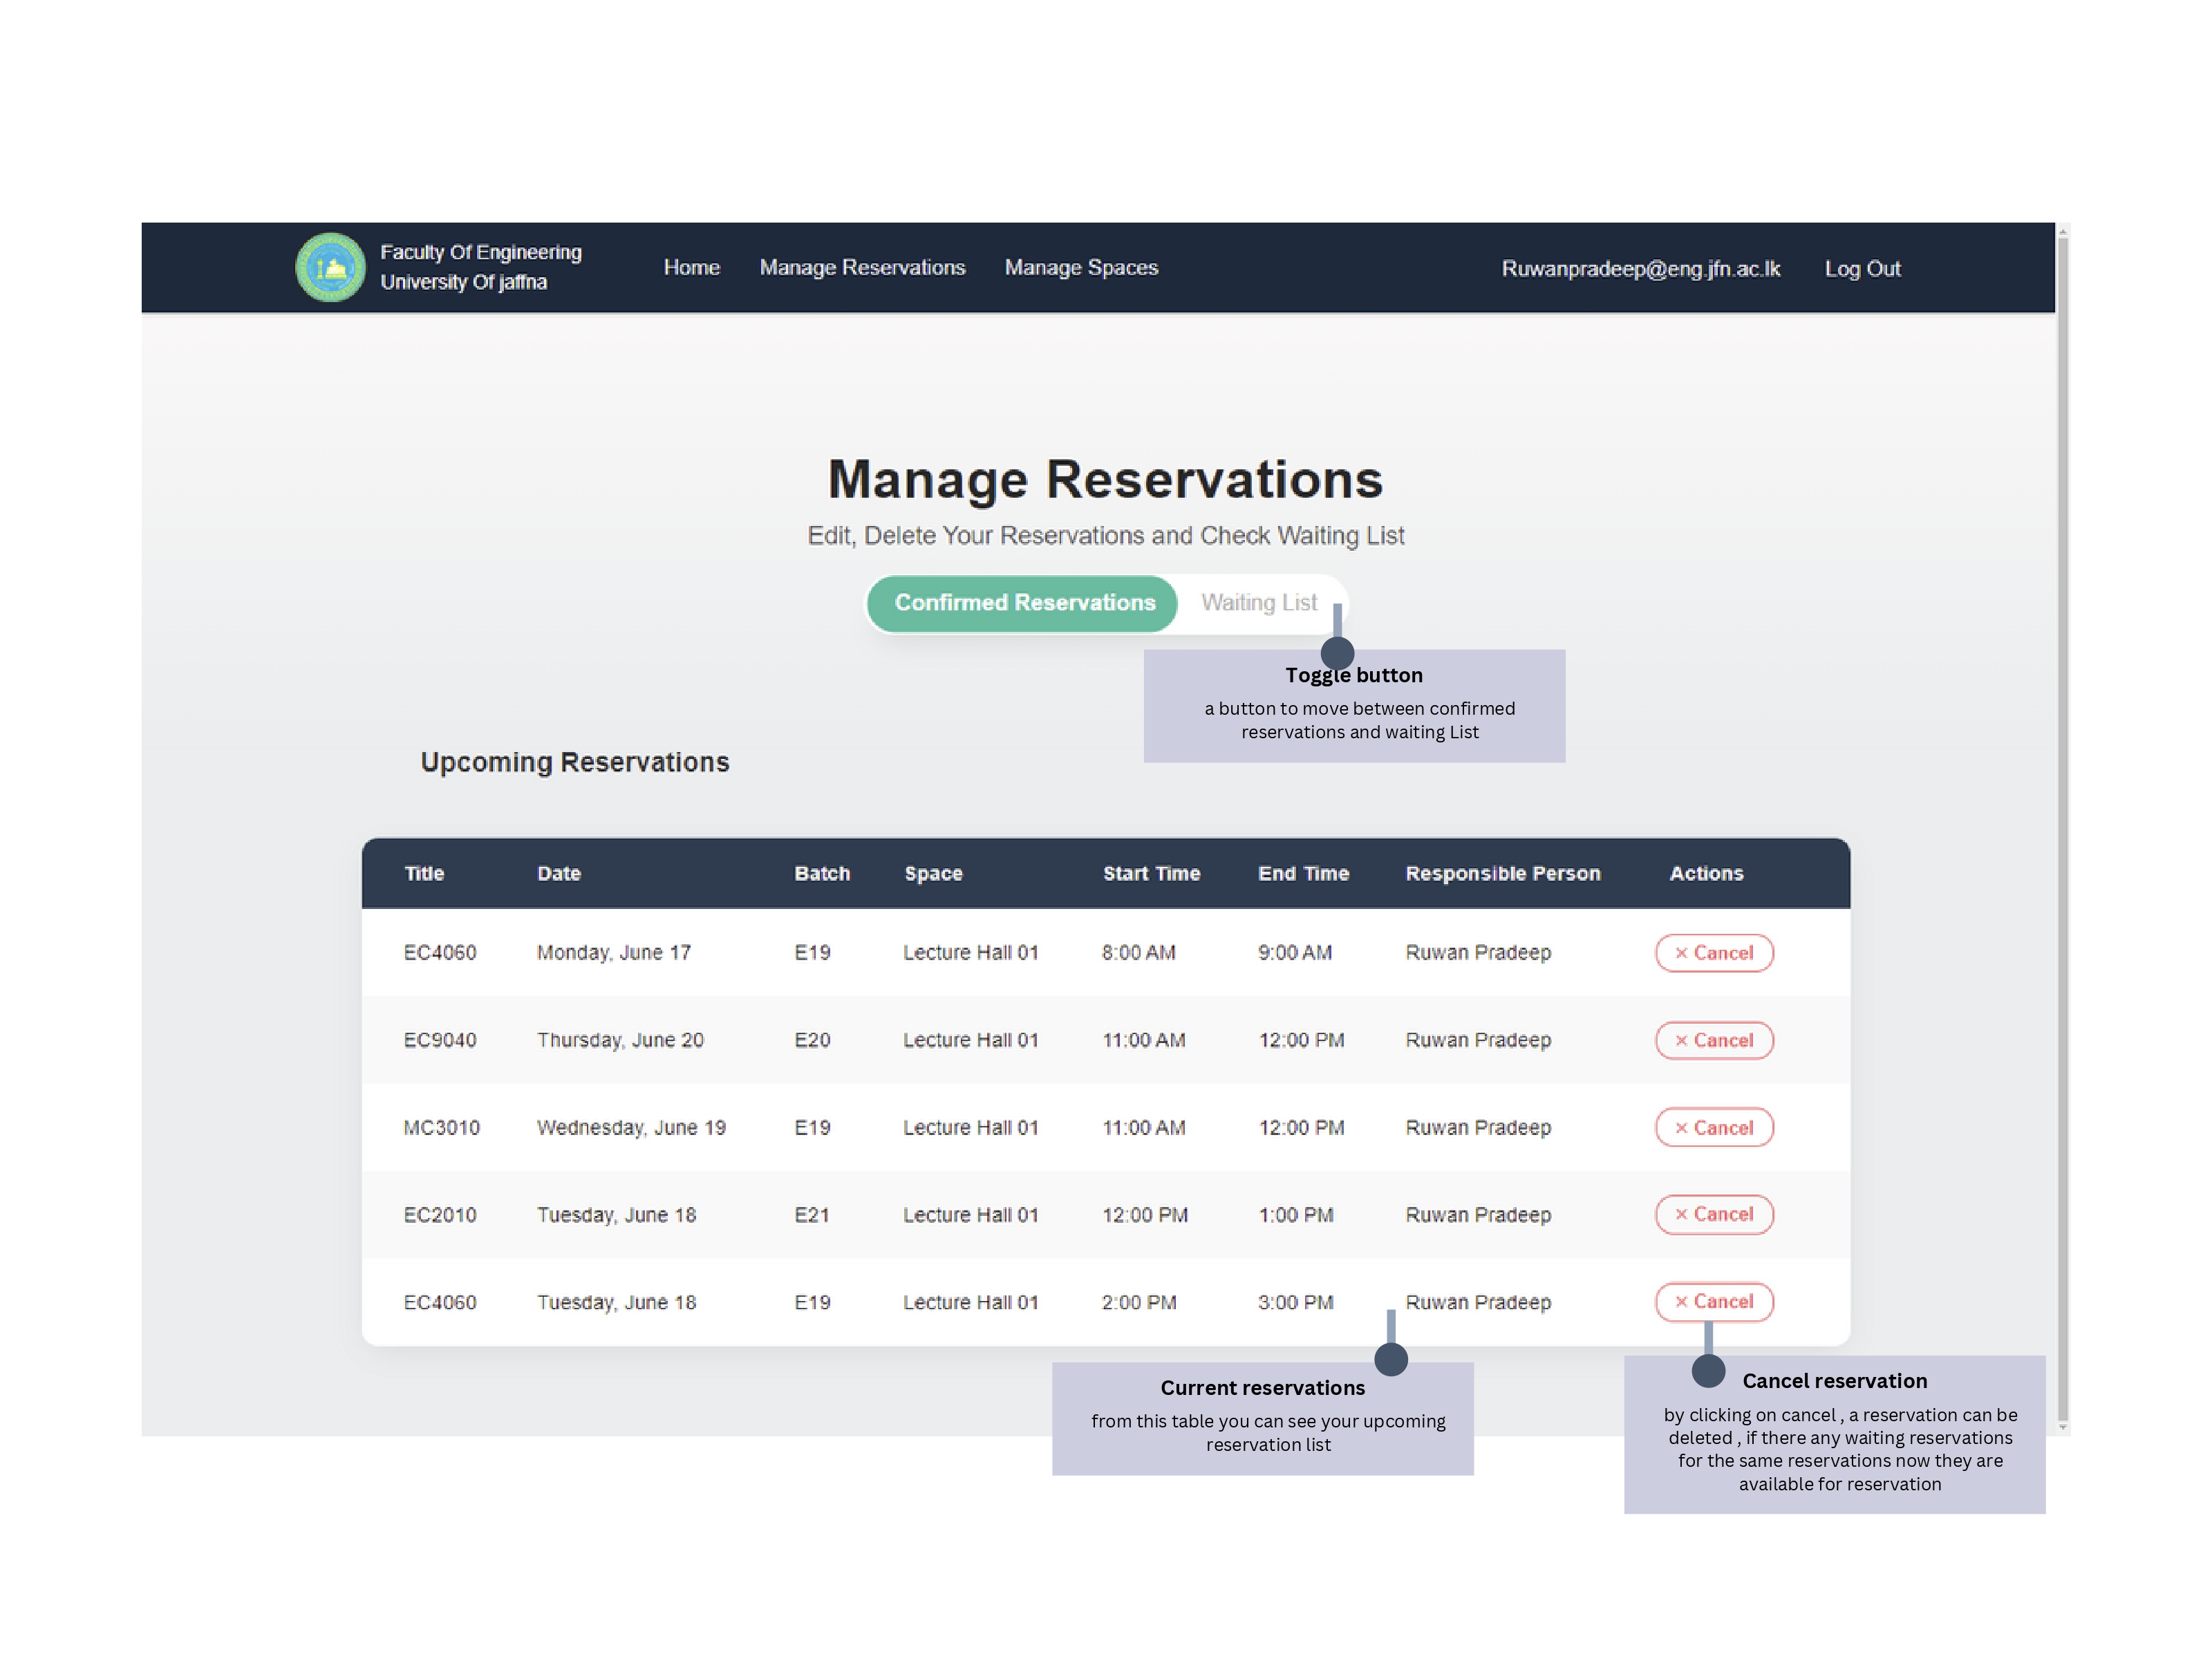 Faculty Of Engineering
University Of jaffna
Home Manage Reservations Manage Spaces Ruwanpradeep@eng.jfn.ac.lk Log Out
Manage Reservations
Edit, Delete Your Reservations and Check Waiting List
Confirmed Reservations Waiting List
Toggle button
a button to move between confirmed
reservations and waiting List
Upcoming Reservations
Title Date Batch Space Start Time End Time Responsible Person Actions
EC4060 Monday, June 17 E19 Lecture Hall 01 8:00 AM 9:00 AM Ruwan Pradeep × Cancel
EC9040 Thursday, June 20 E20 Lecture Hall 01 11:00 AM 12:00 PM Ruwan Pradeep × Cancel
MC3010 Wednesday, June 19 E19 Lecture Hall 01 11:00 AM 12:00 PM Ruwan Pradeep × Cancel
EC2010 Tuesday, June 18 E21 Lecture Hall 01 12:00 PM 1:00 PM Ruwan Pradeep × Cancel
EC4060 Tuesday, June 18 E19 Lecture Hall 01 2:00 PM 3:00 PM Ruwan Pradeep × Cancel
Current reservations
from this table you can see your upcoming
reservation list
Cancel reservation
by clicking on cancel , a reservation can be
deleted , if there any waiting reservations
for the same reservations now they are
available for reservation